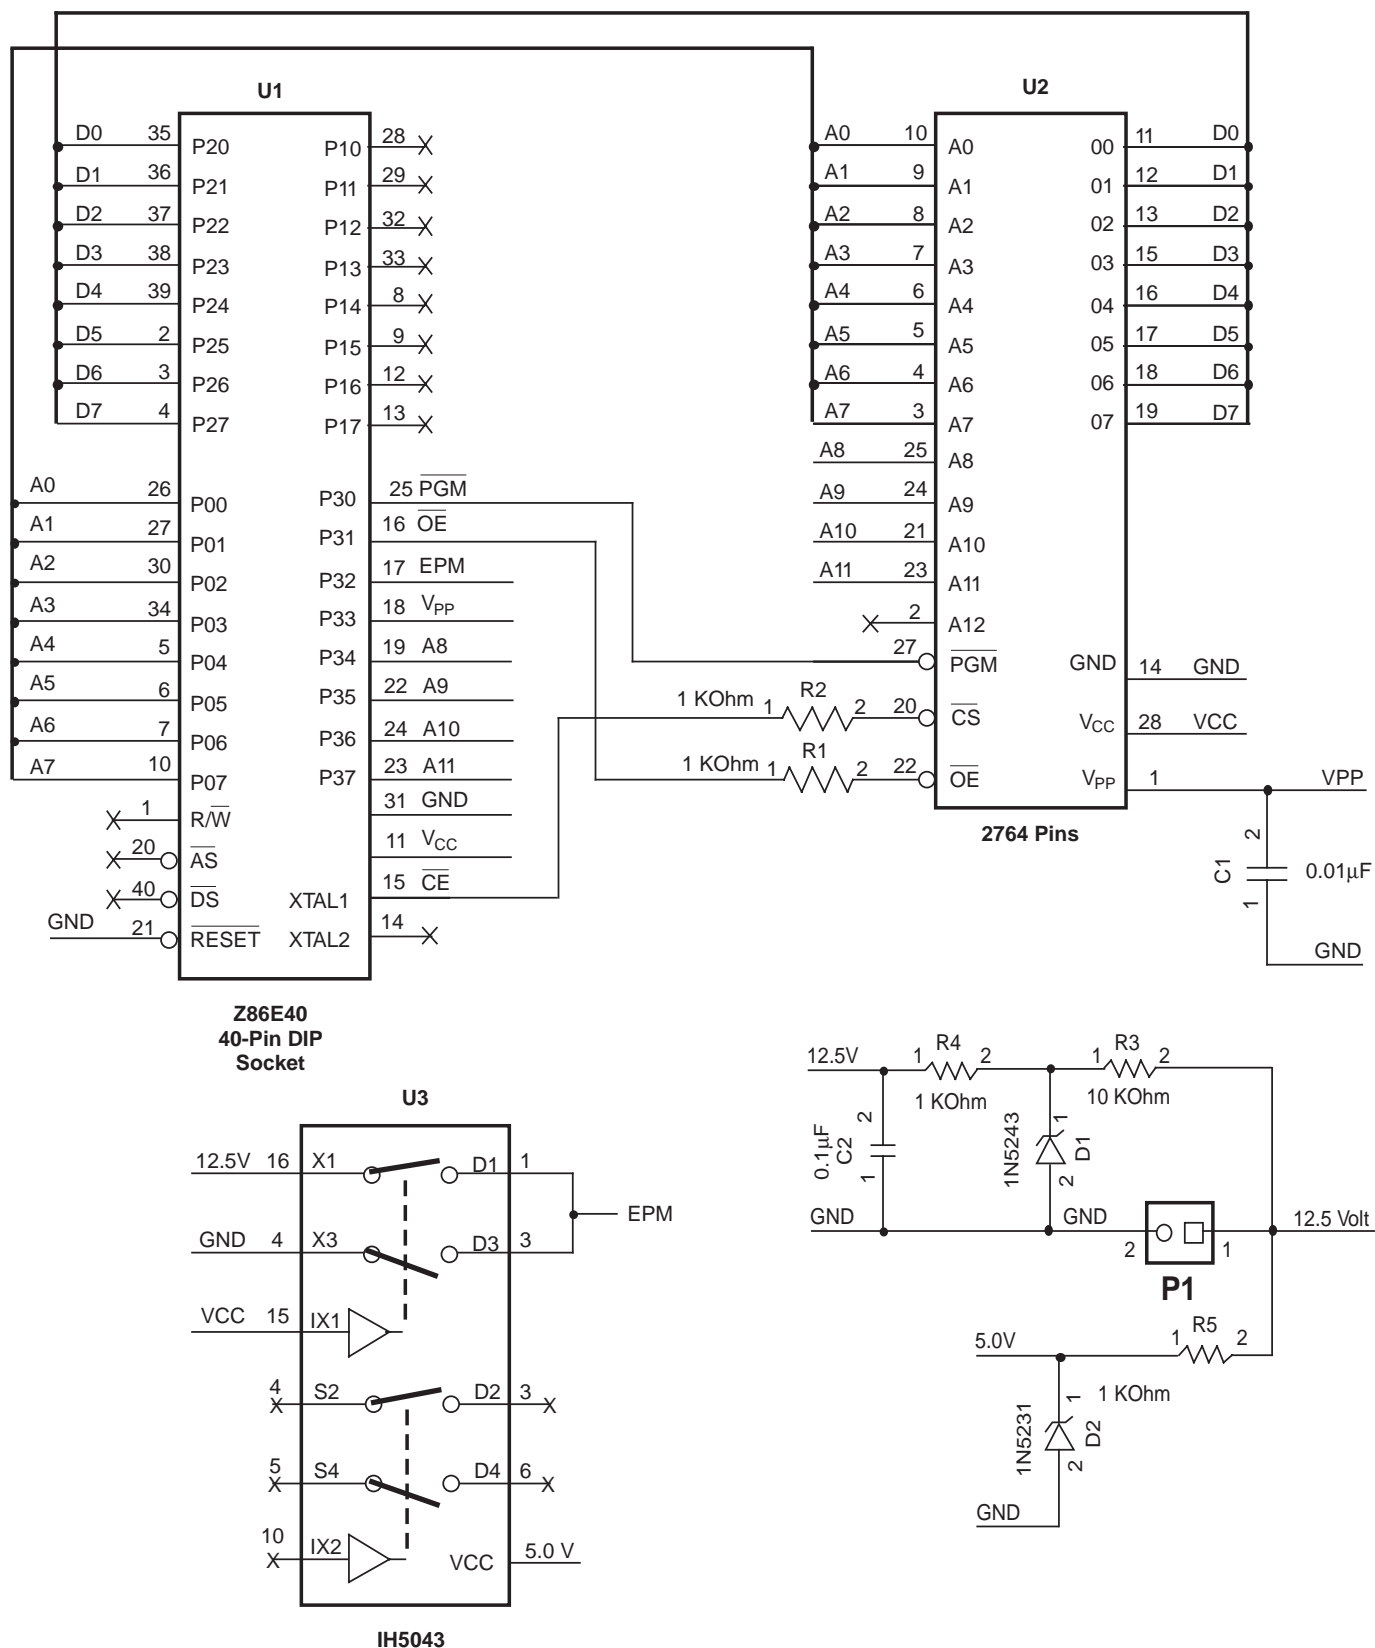 U1
D0 35 P20 P10 28
D1 36 P21 P11 29
D2 37 P22 P12 32
D3 38 P23 P13 33
D4 39 P24 P14 8
D5 2 P25 P15 9
D6 3 P26 P16 12
D7 4 P27 P17 13
A0 26 P00 P30 25 PGM
A1 27 P01 P31 16 OE
A2 30 P02 P32 17 EPM
A3 34 P03 P33 18 VPP
A4 5 P04 P34 19 A8
A5 6 P05 P35 22 A9
A6 7 P06 P36 24 A10
A7 10 P07 P37 23 A11
1 R/W 31 GND
20 AS 11 VCC
40 DS XTAL1 15 CE
GND 21 RESET XTAL2 14
Z86E40
40-Pin DIP
Socket
U2
A0 10 A0 00 11 D0
A1 9 A1 01 12 D1
A2 8 A2 02 13 D2
A3 7 A3 03 15 D3
A4 6 A4 04 16 D4
A5 5 A5 05 17 D5
A6 4 A6 06 18 D6
A7 3 A7 07 19 D7
A8 25 A8
A9 24 A9
A10 21 A10
A11 23 A11
2 A12
27 PGM GND 14 GND
1 KOhm 1 R2 2 20 CS VCC 28 VCC
1 KOhm 1 R1 2 22 OE VPP 1 VPP
2764 Pins
2
C1 0.01µF
1
GND
U3
12.5V 16 X1 D1 1
EPM
GND 4 X3 D3 3
VCC 15 IX1
4 S2 D2 3
5 S4 D4 6
10 IX2 VCC 5.0 V
IH5043
12.5V 1 R4 2 1 R3 2
1 KOhm 10 KOhm
0.1µF C2 2 1
1N5243 D1 1 2
GND GND 2 1 12.5 Volt
P1
5.0V 1 R5 2
1 KOhm
1N5231 D2 1 2
GND